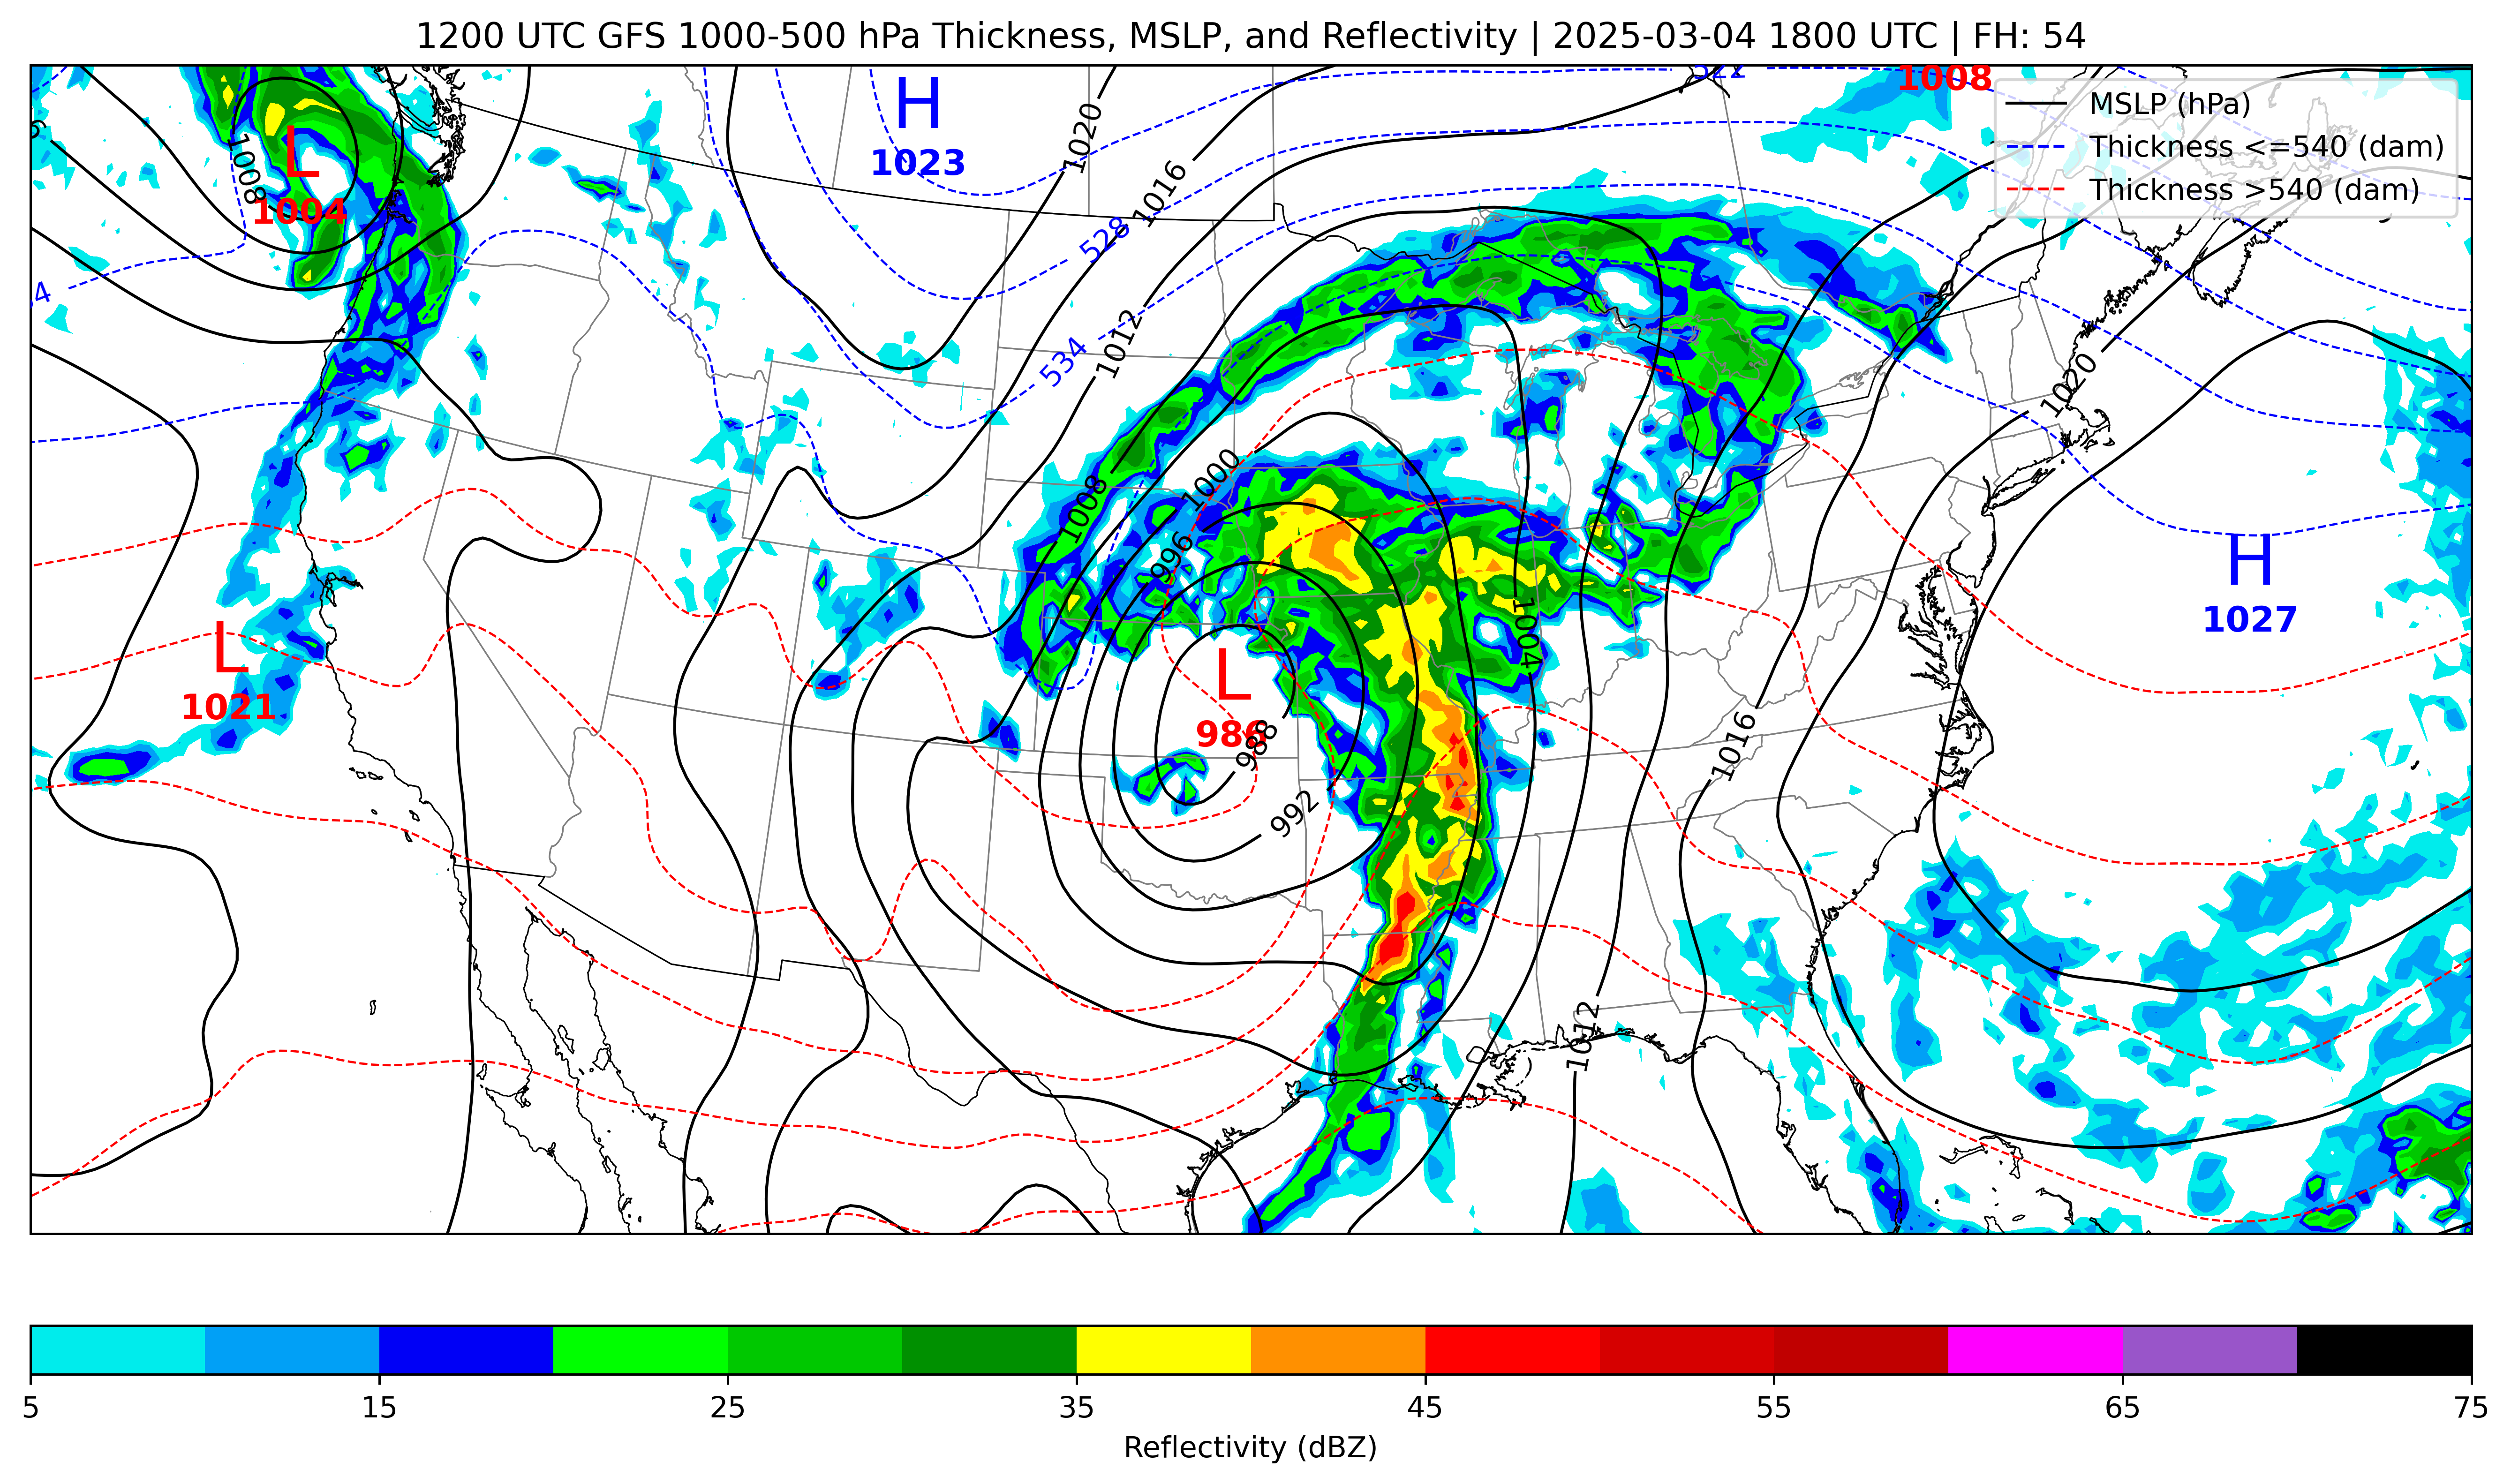 1200 UTC GFS 1000-500 hPa Thickness, MSLP, and Reflectivity | 2025-03-04 1800 UTC | FH: 54
MSLP (hPa)
Thickness <=540 (dam)
Thickness >540 (dam)
1008
522
H
1023
1020
1016
1008
L
1004
528
534
1012
1020
1000
1008
996
H
1027
1004
L
1021
L
986
988
1016
992
1012
5 15 25 35 45 55 65 75
Reflectivity (dBZ)